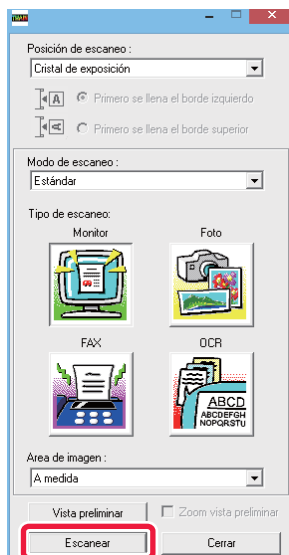 TWAIN
Posición de escaneo :
Cristal de exposición
A
Primero se llena el borde izquierdo
A
Primero se llena el borde superior
Modo de escaneo :
Estándar
Tipo de escaneo:
Monitor
Foto
FAX
OCR
ABCD
ABCDEFGH
NOPQRSTU
Area de imagen :
A medida
Vista preliminar
Zoom vista preliminar
Escanear
Cerrar